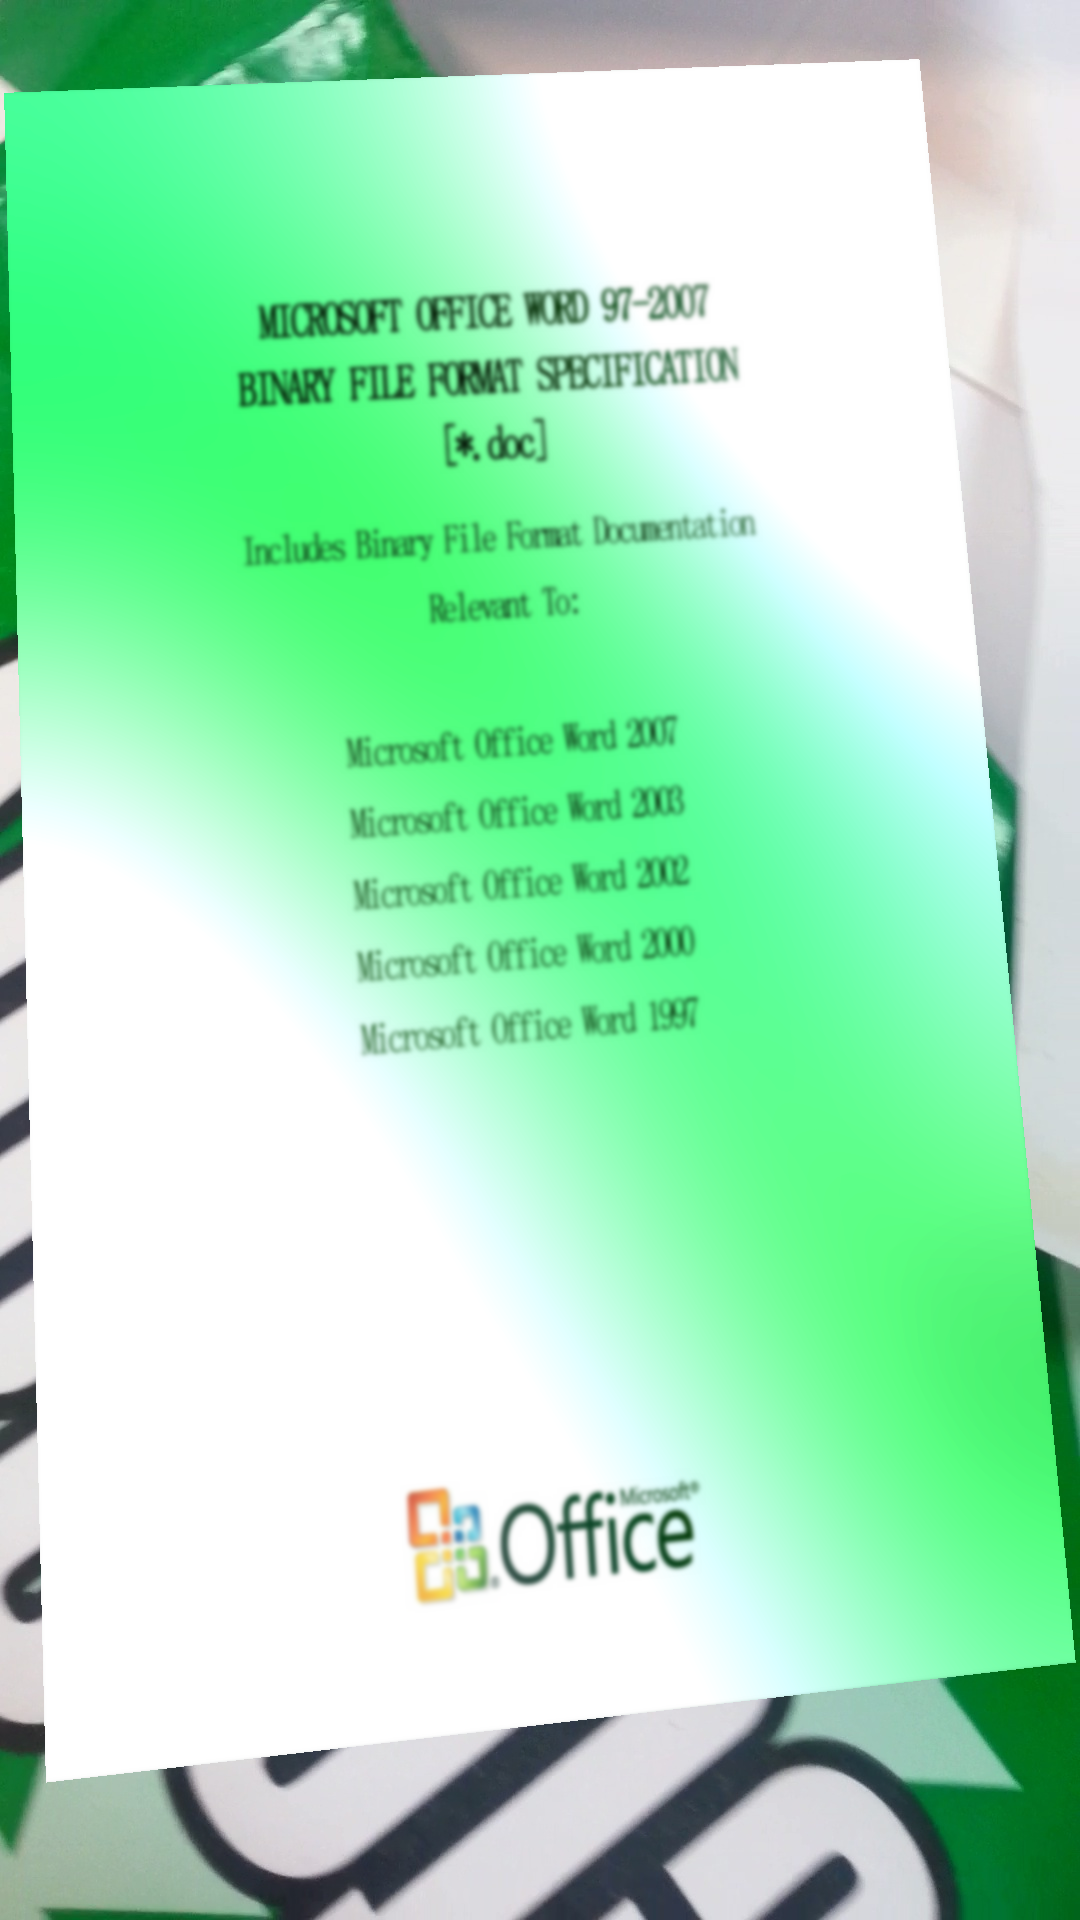 MICROSOFT OFFICE WORD 97-2007
BINARY FILE FORMAT SPECIFICATION
[*.doc]
Includes Binary File Format Documentation
Relevant To:
Microsoft Office Word 2007
Microsoft Office Word 2003
Microsoft Office Word 2002
Microsoft Office Word 2000
Microsoft Office Word 1997
Microsoft®
Office